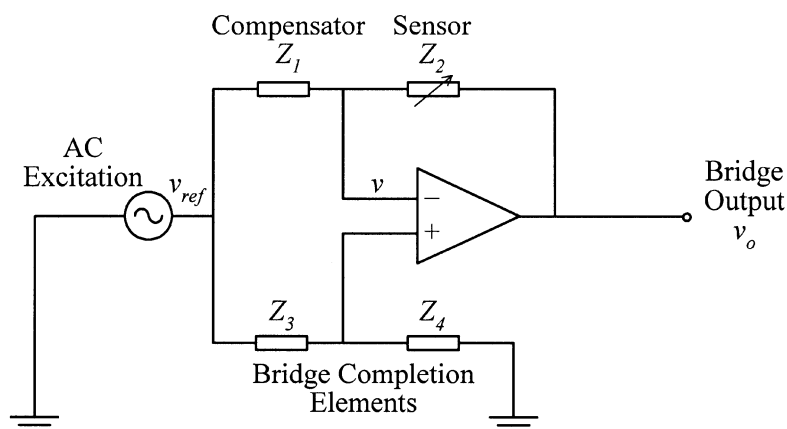 Compensator
Z1
Sensor
Z2
AC
Excitation
vref
v
−
+
Bridge
Output
vo
Z3
Z4
Bridge Completion
Elements